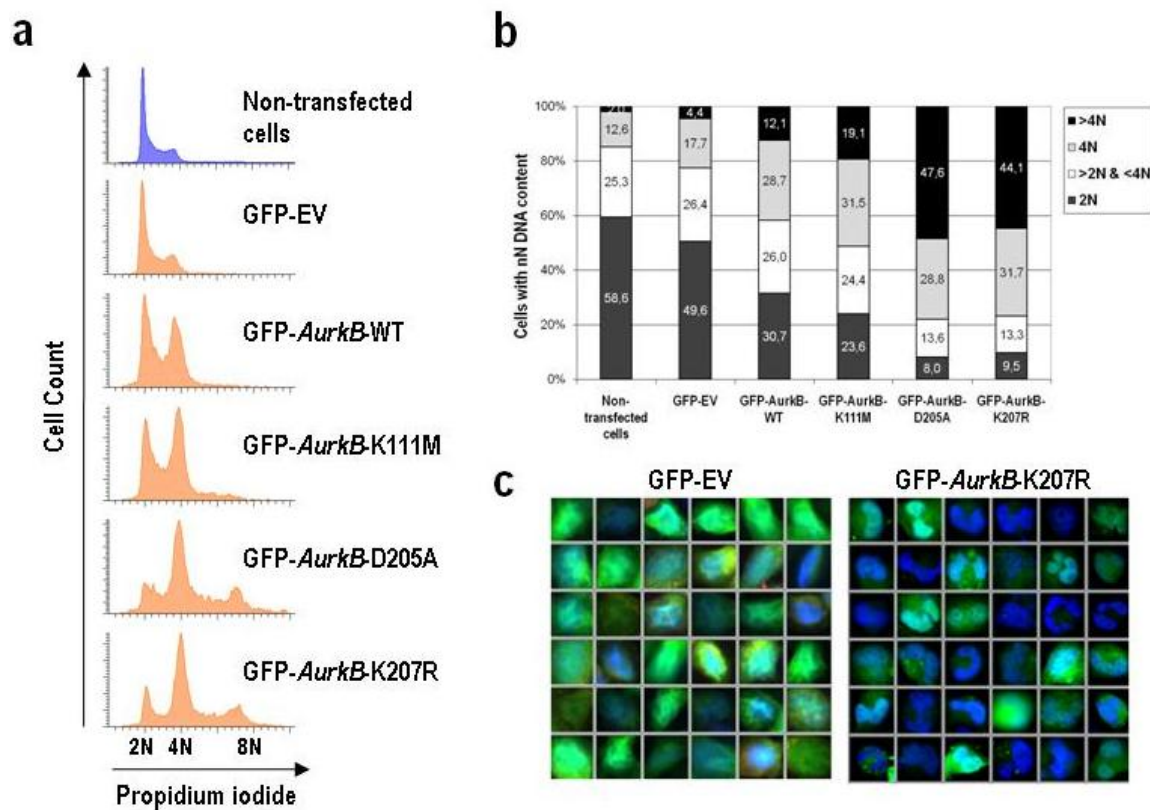 a
Non-transfected
cells
GFP-EV
GFP-AurkB-WT
GFP-AurkB-K111M
GFP-AurkB-D205A
GFP-AurkB-K207R
Cell Count
2N 4N 8N
Propidium iodide
b
Cells with nN DNA content
100%
80%
60%
40%
20%
0%
12,6
25,3
58,6
4,4
17,7
26,4
49,6
12,1
28,7
26,0
30,7
19,1
31,5
24,4
23,6
47,6
28,8
13,6
8,0
44,1
31,7
13,3
9,5
Non-
transfected
cells
GFP-EV
GFP-AurkB-
WT
GFP-AurkB-
K111M
GFP-AurkB-
D205A
GFP-AurkB-
K207R
>4N
4N
>2N & <4N
2N
c
GFP-EV
GFP-AurkB-K207R